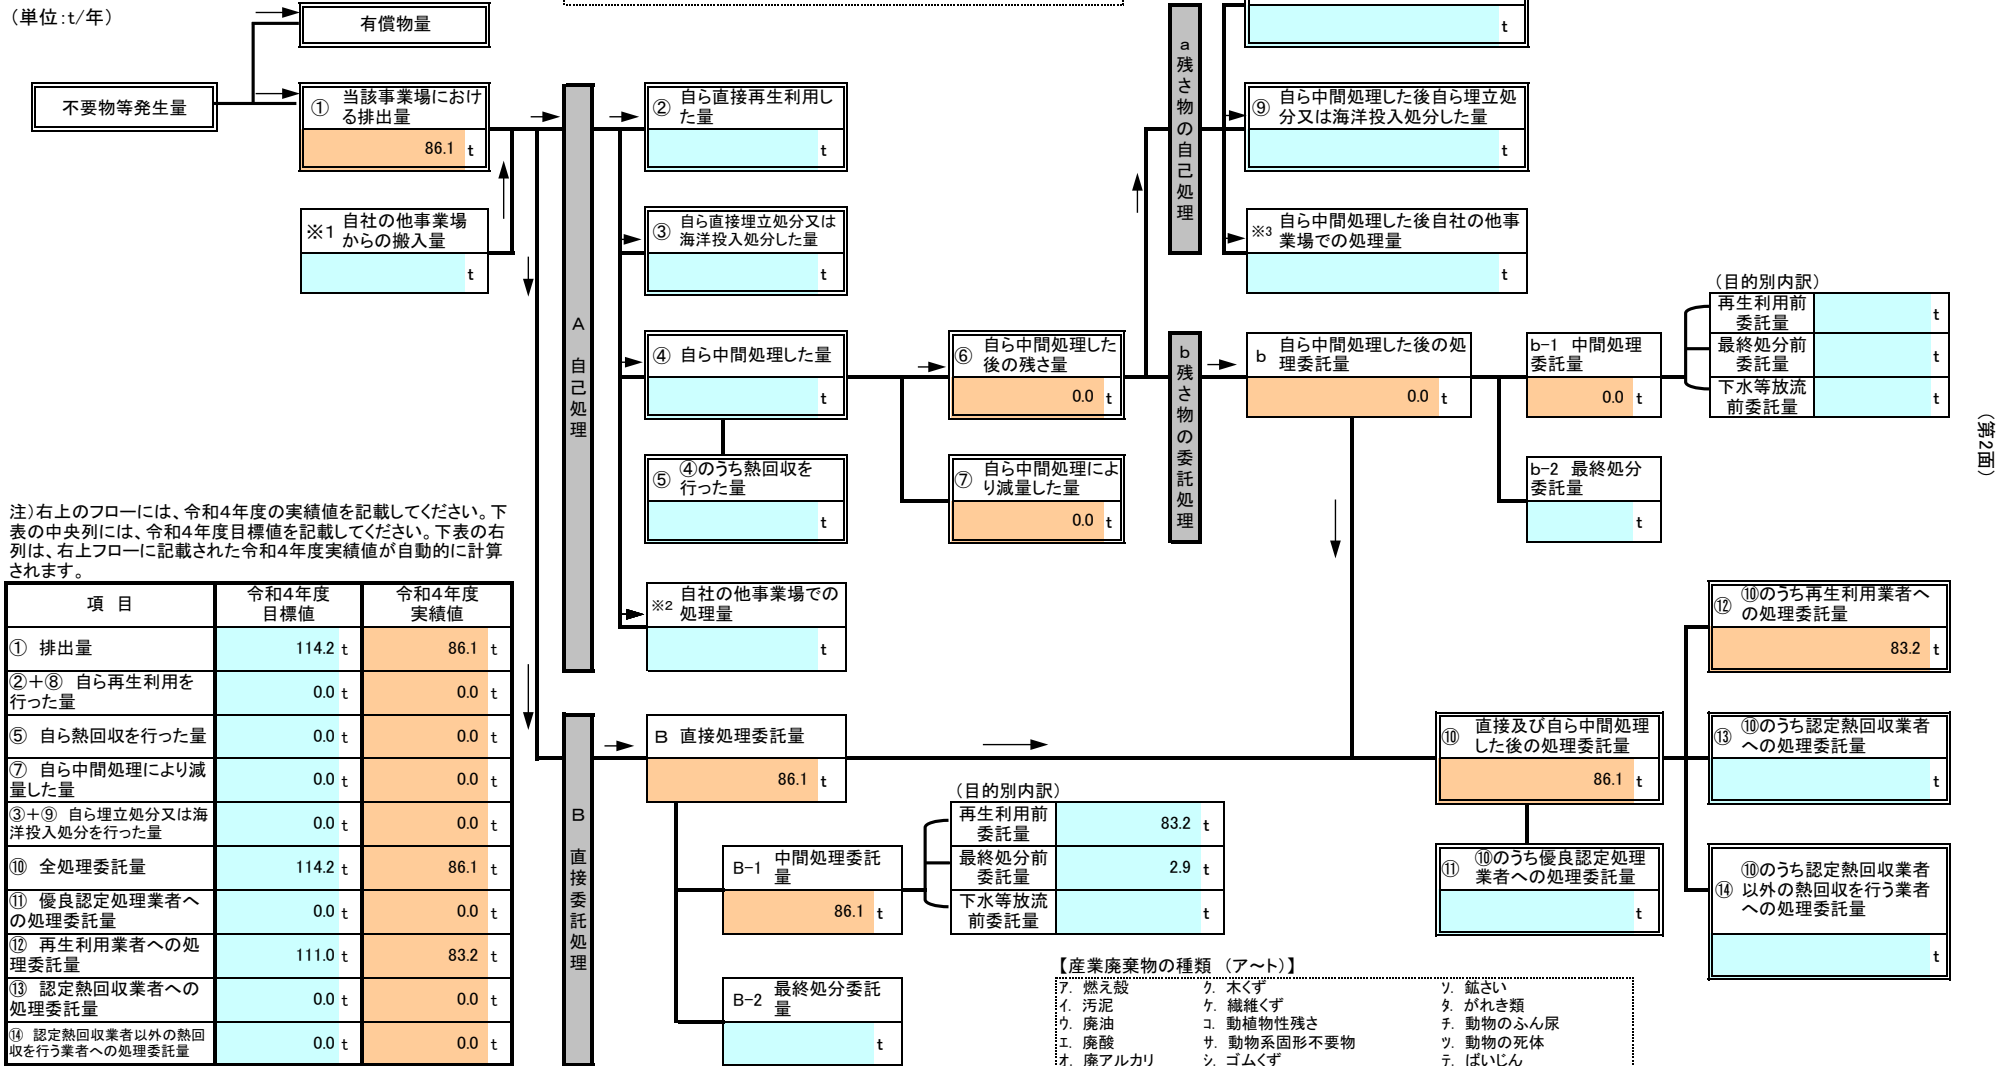 (単位:t/年)
有償物量
不要物等発生量
① 当該事業場におけ
る排出量
86.1 t
※1 自社の他事業場
からの搬入量
t
A 自己処理
② 自ら直接再生利用し
た量
t
③ 自ら直接埋立処分又は
海洋投入処分した量
t
④ 自ら中間処理した量
t
⑤ ④のうち熱回収を
行った量
t
※2 自社の他事業場での
処理量
t
⑥ 自ら中間処理した
後の残さ量
0.0 t
⑦ 自ら中間処理によ
り減量した量
0.0 t
a 残さ物の自己処理
t
⑨ 自ら中間処理した後自ら埋立処
分又は海洋投入処分した量
t
※3 自ら中間処理した後自社の他事
業場での処理量
t
b 残さ物の委託処理
b 自ら中間処理した後の処
理委託量
0.0 t
b-1 中間処理
委託量
0.0 t
b-2 最終処分
委託量
t
(目的別内訳)
再生利用前
委託量
t
最終処分前
委託量
t
下水等放流
前委託量
t
(第2面)
注)右上のフローには、令和4年度の実績値を記載してください。下
表の中央列には、令和4年度目標値を記載してください。下表の右
列は、右上フローに記載された令和4年度実績値が自動的に計算
されます。
項 目
令和4年度
目標値
令和4年度
実績値
① 排出量
114.2 t
86.1 t
②+⑧ 自ら再生利用を
行った量
0.0 t
0.0 t
⑤ 自ら熱回収を行った量
0.0 t
0.0 t
⑦ 自ら中間処理により減
量した量
0.0 t
0.0 t
③+⑨ 自ら埋立処分又は海
洋投入処分を行った量
0.0 t
0.0 t
⑩ 全処理委託量
114.2 t
86.1 t
⑪ 優良認定処理業者へ
の処理委託量
0.0 t
0.0 t
⑫ 再生利用業者への処
理委託量
111.0 t
83.2 t
⑬ 認定熱回収業者への
処理委託量
0.0 t
0.0 t
⑭ 認定熱回収業者以外の熱回
収を行う業者への処理委託量
0.0 t
0.0 t
B 直接委託処理
B 直接処理委託量
86.1 t
B-1 中間処理委託
量
86.1 t
B-2 最終処分委託
量
t
(目的別内訳)
再生利用前
委託量
83.2 t
最終処分前
委託量
2.9 t
下水等放流
前委託量
t
⑩ 直接及び自ら中間処理
した後の処理委託量
86.1 t
⑪ ⑩のうち優良認定処理
業者への処理委託量
t
⑫ ⑩のうち再生利用業者へ
の処理委託量
83.2 t
⑬ ⑩のうち認定熱回収業者
への処理委託量
t
⑭ ⑩のうち認定熱回収業者
以外の熱回収を行う業者
への処理委託量
t
【産業廃棄物の種類 (ア~ト)】
ア. 燃え殻 ク. 木くず ソ. 鉱さい
イ. 汚泥 ケ. 繊維くず タ. がれき類
ウ. 廃油 コ. 動植物性残さ チ. 動物のふん尿
エ. 廃酸 サ. 動物系固形不要物 ツ. 動物の死体
オ. 廃アルカリ シ. ゴムくず テ. ばいじん